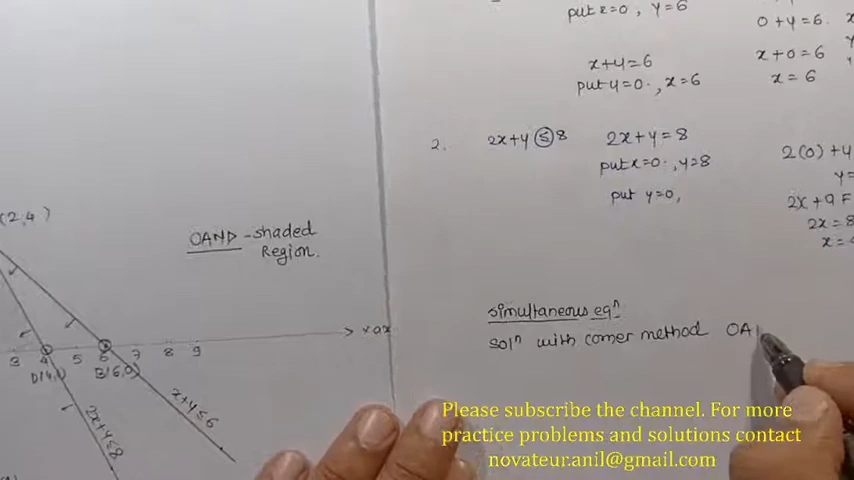 put x=0, y=6
0+y=6.
x+y=6
put y=0., x=6
x+0=6
x=6
2.
2x+y≤8
2x+y=8
put x=0., y=8
put y=0,
2(0)+y
y=
2x+9F
2x=8
x=4
(2,4)
OAND -shaded
Region.
x ax
3 4 5 6 7 8 9
D(4,
B(6,0)
x+y≤6
2x+y≤8
simultaneous eqⁿ
Solⁿ with corner method OA
Please subscribe the channel. For more
practice problems and solutions contact
novateur.anil@gmail.com